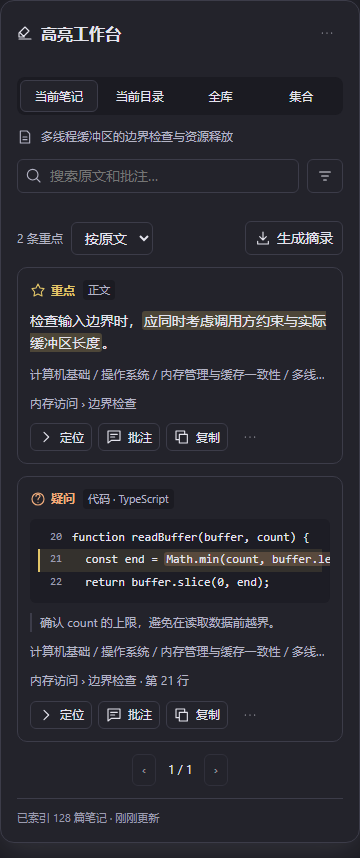 高亮工作台
···
当前笔记 当前目录 全库 集合
多线程缓冲区的边界检查与资源释放
搜索原文和批注...
2 条重点 按原文 生成摘录
重点 正文
检查输入边界时，应同时考虑调用方约束与实际
缓冲区长度。
计算机基础 / 操作系统 / 内存管理与缓存一致性 / 多线...
内存访问 › 边界检查
定位 批注 复制 ···
疑问 代码 · TypeScript
20 function readBuffer(buffer, count) {
21 const end = Math.min(count, buffer.le
22 return buffer.slice(0, end);
确认 count 的上限，避免在读取数据前越界。
计算机基础 / 操作系统 / 内存管理与缓存一致性 / 多线...
内存访问 › 边界检查 · 第 21 行
定位 批注 复制 ···
‹ 1 / 1 ›
已索引 128 篇笔记 · 刚刚更新